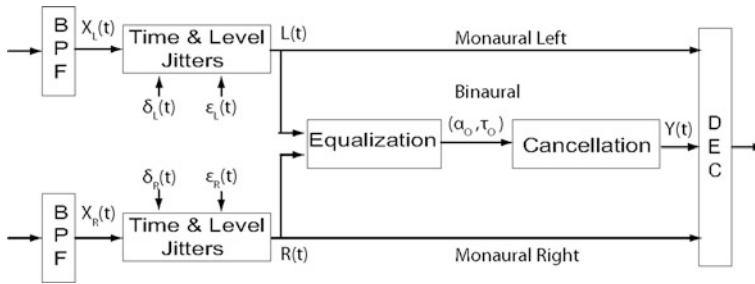 B
P
F
X_L(t)
Time & Level
Jitters
L(t)
Monaural Left
δ_L(t)
ε_L(t)
Binaural
Equalization
(α_O,τ_O)
Cancellation
Y(t)
D
E
C
δ_R(t)
ε_R(t)
B
P
F
X_R(t)
Time & Level
Jitters
R(t)
Monaural Right